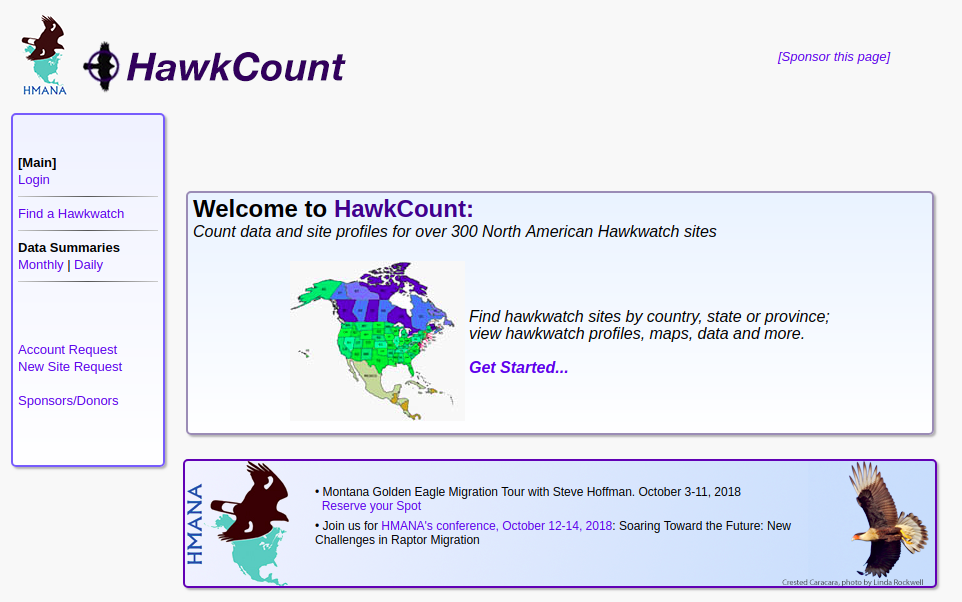 HMANA
HawkCount
[Sponsor this page]
[Main]
Login
Find a Hawkwatch
Data Summaries
Monthly | Daily
Account Request
New Site Request
Sponsors/Donors
Welcome to HawkCount:
Count data and site profiles for over 300 North American Hawkwatch sites
MEXICO
Find hawkwatch sites by country, state or province;
view hawkwatch profiles, maps, data and more.
Get Started...
HMANA
• Montana Golden Eagle Migration Tour with Steve Hoffman. October 3-11, 2018
Reserve your Spot
• Join us for HMANA's conference, October 12-14, 2018: Soaring Toward the Future: New
Challenges in Raptor Migration
Crested Caracara, photo by Linda Rockwell